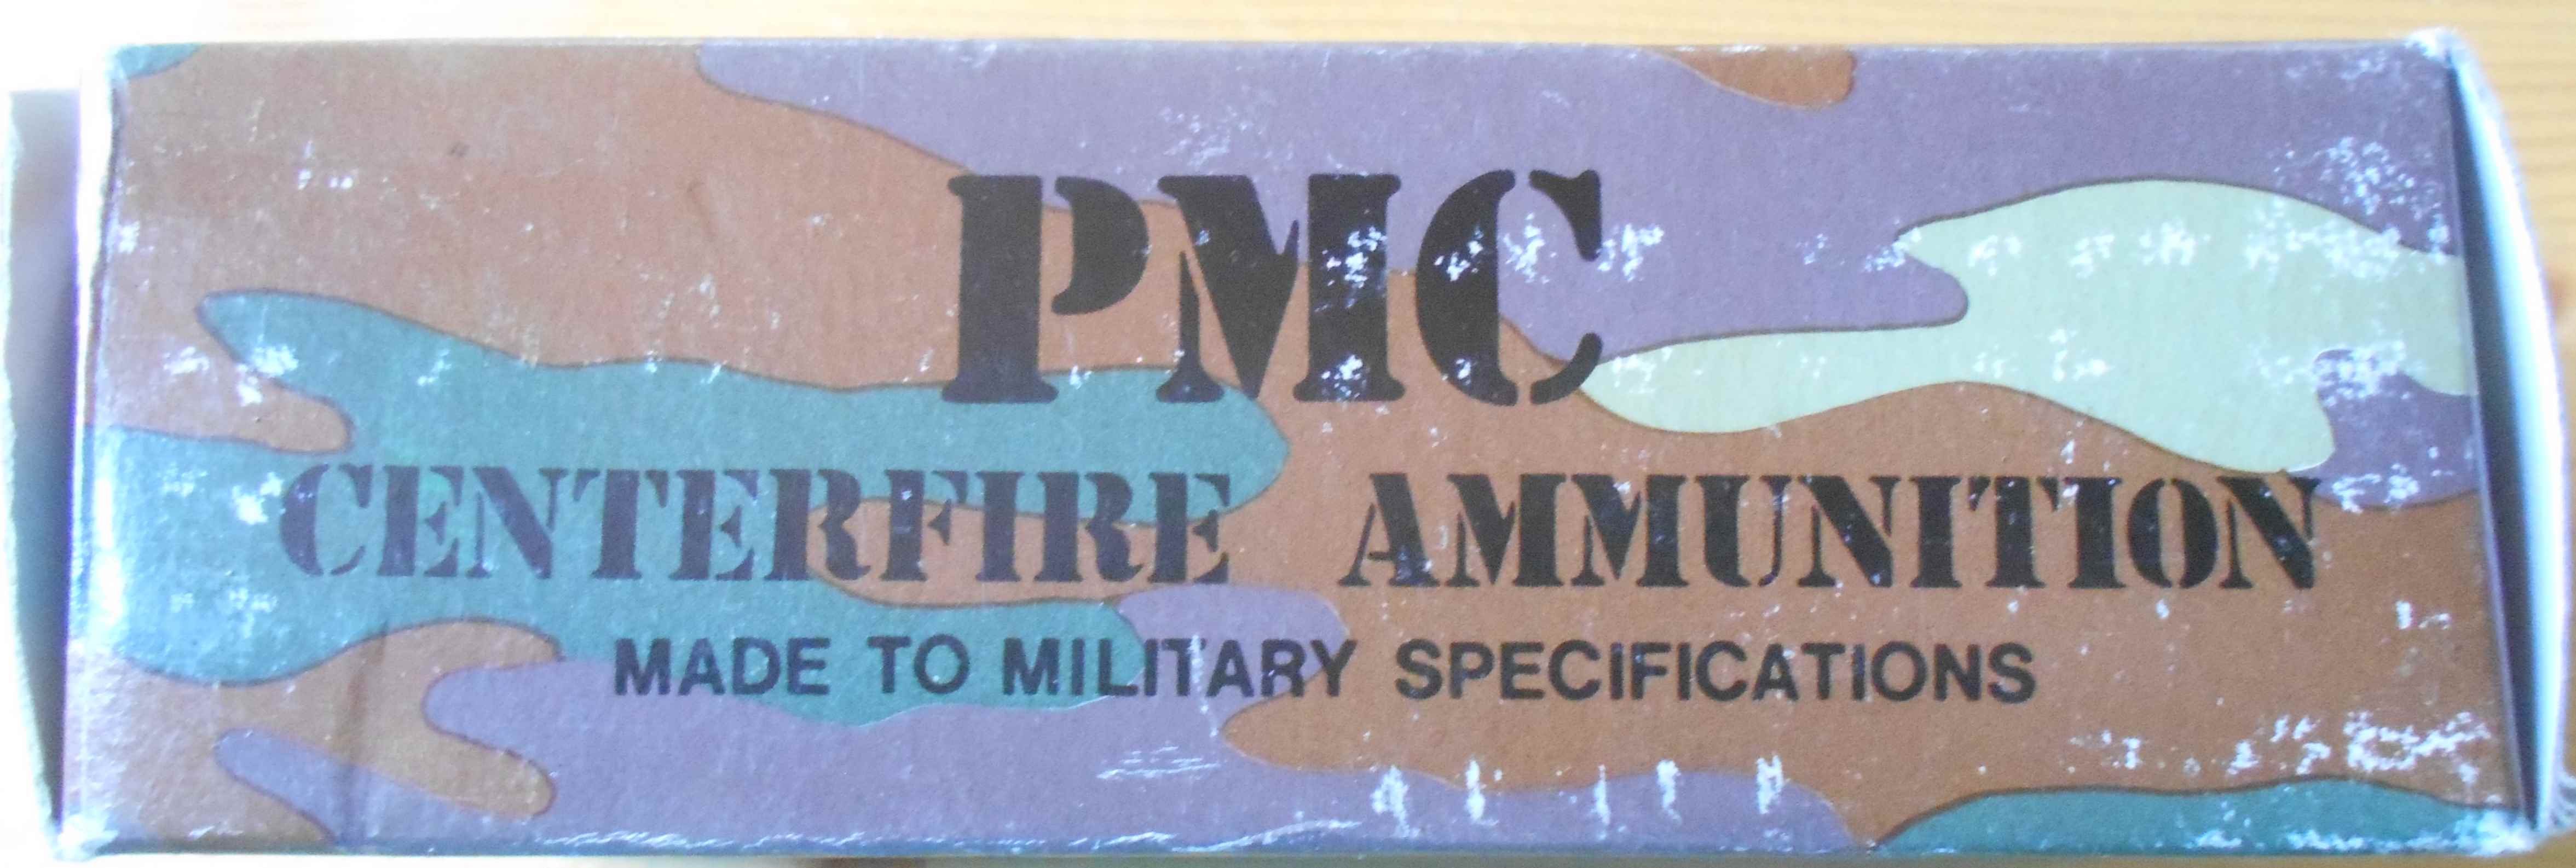 PMC
CENTERFIRE AMMUNITION
MADE TO MILITARY SPECIFICATIONS